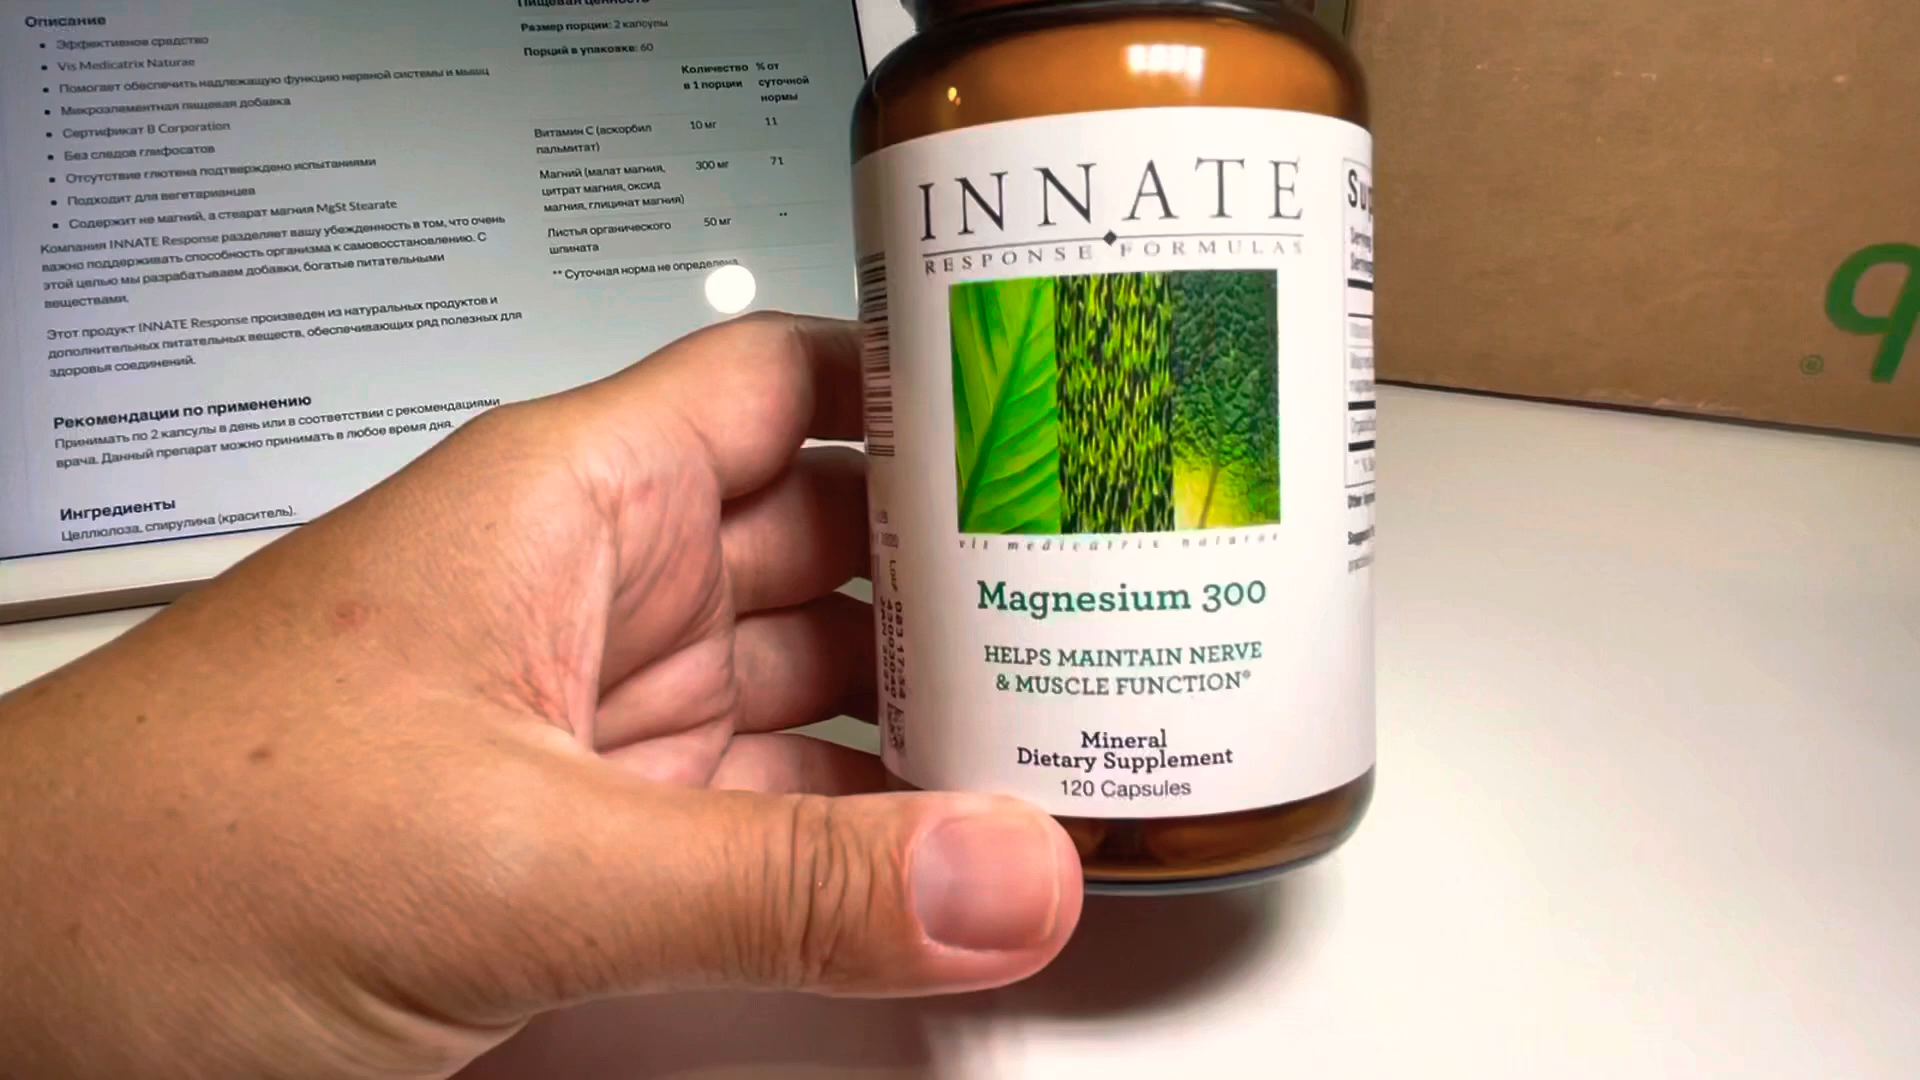 Описание
Эффективное средство
Vis Medicatrix Naturae
Помогает обеспечить надлежащую функцию нервной системы и мышц
Микроэлементная пищевая добавка
Сертификат B Corporation
Без следов глифосатов
Отсутствие глютена подтверждено испытаниями
Подходит для вегетарианцев
Содержит не магний, а стеарат магния MgSt Stearate
Компания INNATE Response разделяет вашу убежденность в том, что очень
важно поддерживать способность организма к самовосстановлению. С
этой целью мы разрабатываем добавки, богатые питательными
веществами.
Этот продукт INNATE Response произведен из натуральных продуктов и
дополнительных питательных веществ, обеспечивающих ряд полезных для
здоровья соединений.
Рекомендации по применению
Принимать по 2 капсулы в день или в соответствии с рекомендациями
врача. Данный препарат можно принимать в любое время дня.
Ингредиенты
Целлюлоза, спирулина (краситель).
Пищевая ценность
Размер порции: 2 капсулы
Порций в упаковке: 60
Количество % от
в 1 порции суточной
нормы
Витамин C (аскорбил 10 мг 11
пальмитат)
Магний (малат магния, 300 мг 71
цитрат магния, оксид
магния, глицинат магния)
Листья органического 50 мг **
шпината
** Суточная норма не определена
INNATE
RESPONSE FORMULAS
vis medicatrix naturae
Magnesium 300
HELPS MAINTAIN NERVE
& MUSCLE FUNCTION®
Mineral
Dietary Supplement
120 Capsules